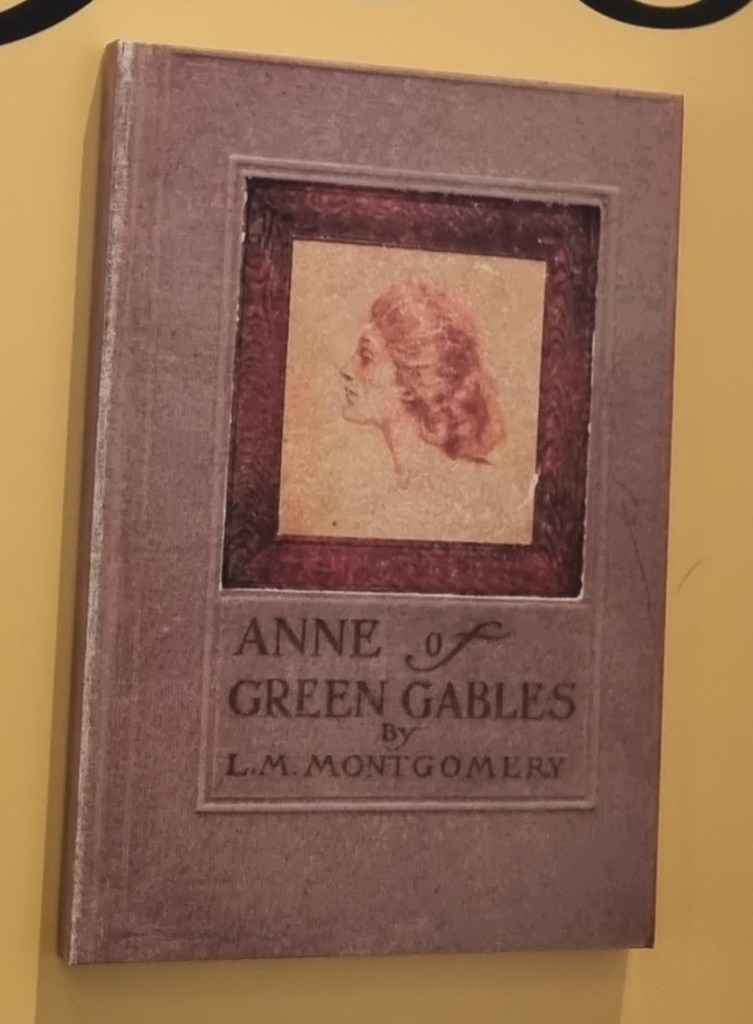 ANNE of
GREEN GABLES
By
L.M. MONTGOMERY